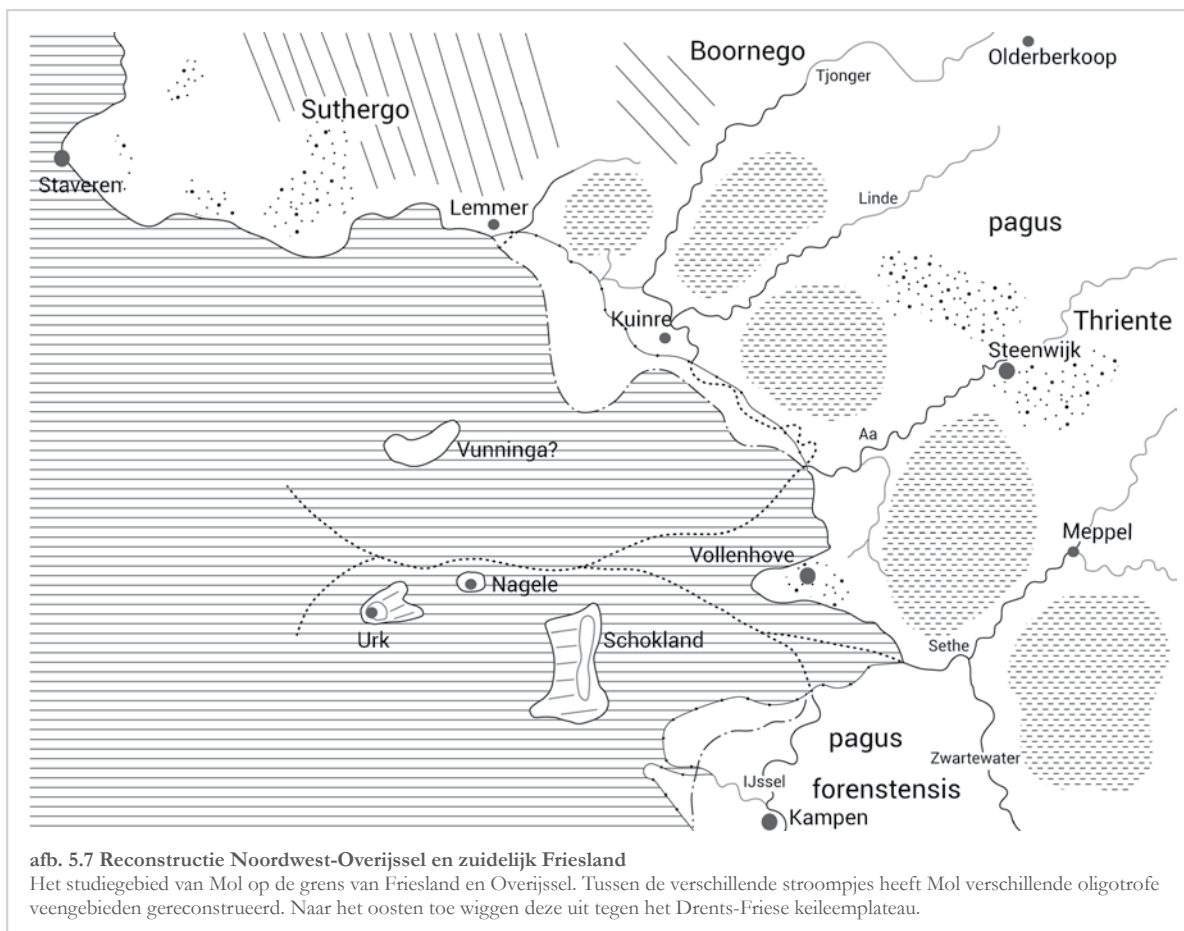 Boornego
Olderberkoop
Tjonger
Suthergo
Staveren
Lemmer
Linde
pagus
Kuinre
Thriente
Steenwijk
Aa
Vunninga?
Meppel
Vollenhove
Nagele
Urk
Schokland
Sethe
pagus
Zwartewater
IJssel
forenstensis
Kampen
afb. 5.7 Reconstructie Noordwest-Overijssel en zuidelijk Friesland
Het studiegebied van Mol op de grens van Friesland en Overijssel. Tussen de verschillende stroompjes heeft Mol verschillende oligotrofe
veengebieden gereconstrueerd. Naar het oosten toe wiggen deze uit tegen het Drents-Friese keileemplateau.